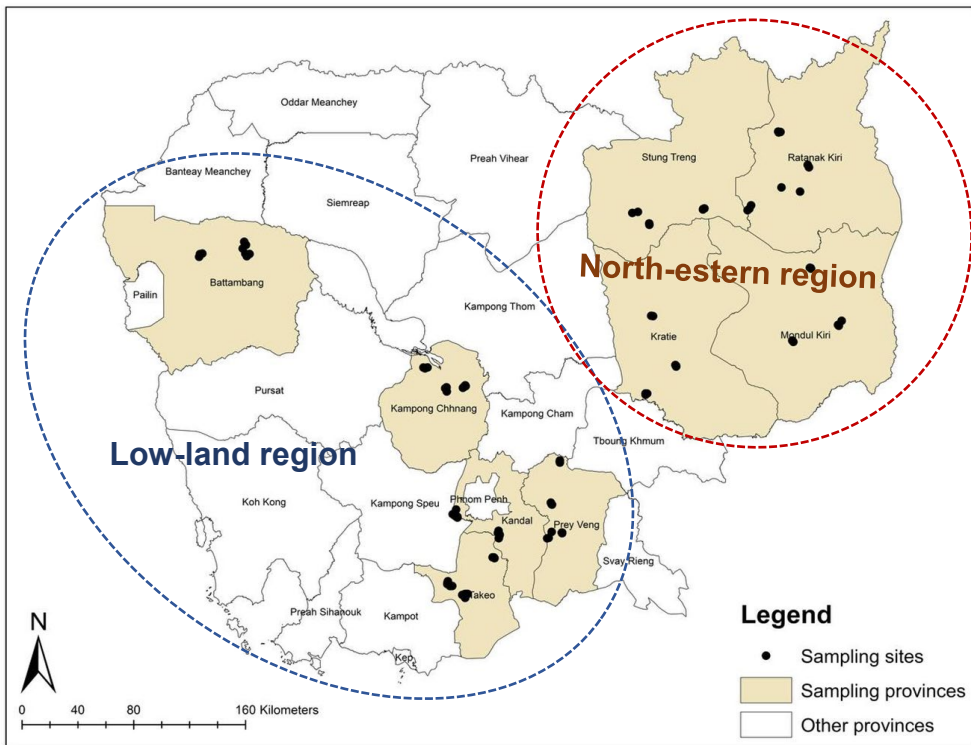 Oddar Meanchey
Banteay Meanchey
Preah Vihear
Stung Treng
Ratanak Kiri
Siemreap
North-estern region
Battambang
Pailin
Kampong Thom
Kratie
Mondul Kiri
Pursat
Kampong Chhnang
Kampong Cham
Tboung Khmum
Low-land region
Koh Kong
Kampong Speu
Phnom Penh
Kandal
Prey Veng
Svay Rieng
Takeo
Preah Sihanouk
Kampot
Kep
N
0 40 80 160 Kilometers
Legend
Sampling sites
Sampling provinces
Other provinces